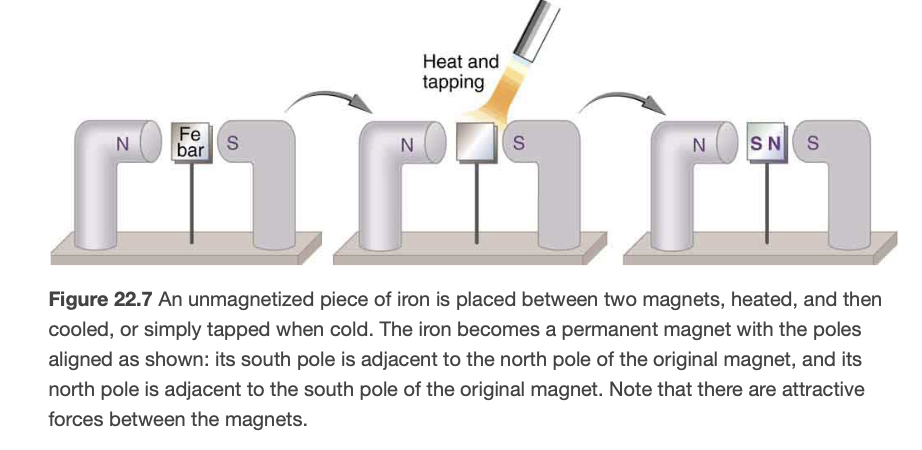 Heat and
tapping
N
Fe
bar
S
N
S
N
S N
S
Figure 22.7 An unmagnetized piece of iron is placed between two magnets, heated, and then
cooled, or simply tapped when cold. The iron becomes a permanent magnet with the poles
aligned as shown: its south pole is adjacent to the north pole of the original magnet, and its
north pole is adjacent to the south pole of the original magnet. Note that there are attractive
forces between the magnets.